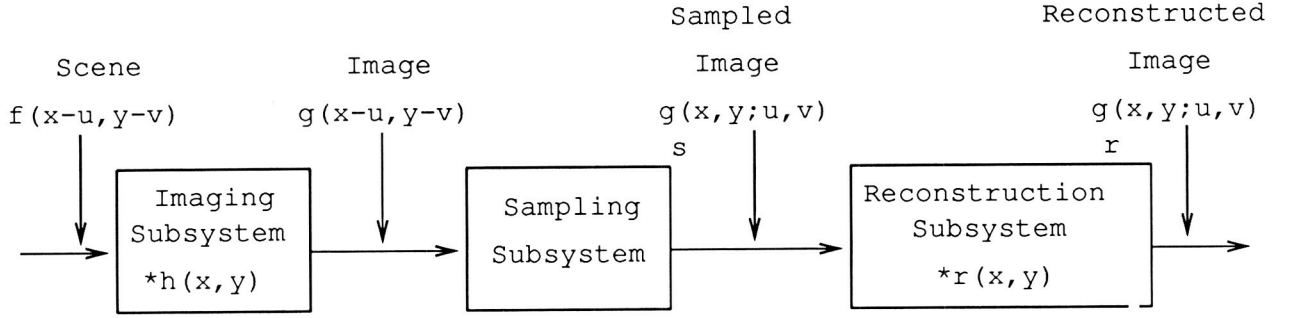 Scene
f(x-u,y-v)
Image
g(x-u,y-v)
Sampled
Image
g(x,y;u,v)
s
Reconstructed
Image
g(x,y;u,v)
r
Imaging
Subsystem
*h(x,y)
Sampling
Subsystem
Reconstruction
Subsystem
*r(x,y)